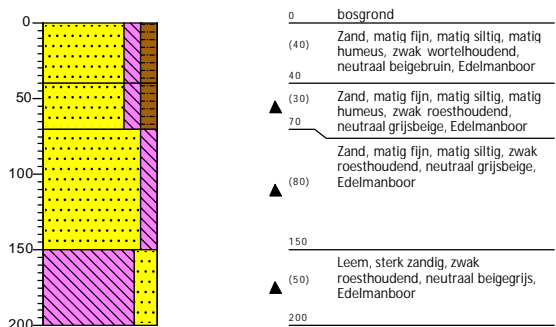 0
50
100
150
200
0 bosgrond
(40) Zand, matig fijn, matig siltig, matig
humeus, zwak wortelhoudend,
neutraal beigebruin, Edelmanboor
40
(30) Zand, matig fijn, matig siltig, matig
humeus, zwak roesthoudend,
neutraal grijsbeige, Edelmanboor
70
Zand, matig fijn, matig siltig, zwak
roesthoudend, neutraal grijsbeige,
(80) Edelmanboor
150
Leem, sterk zandig, zwak
roesthoudend, neutraal beigegrijs,
(50) Edelmanboor
200